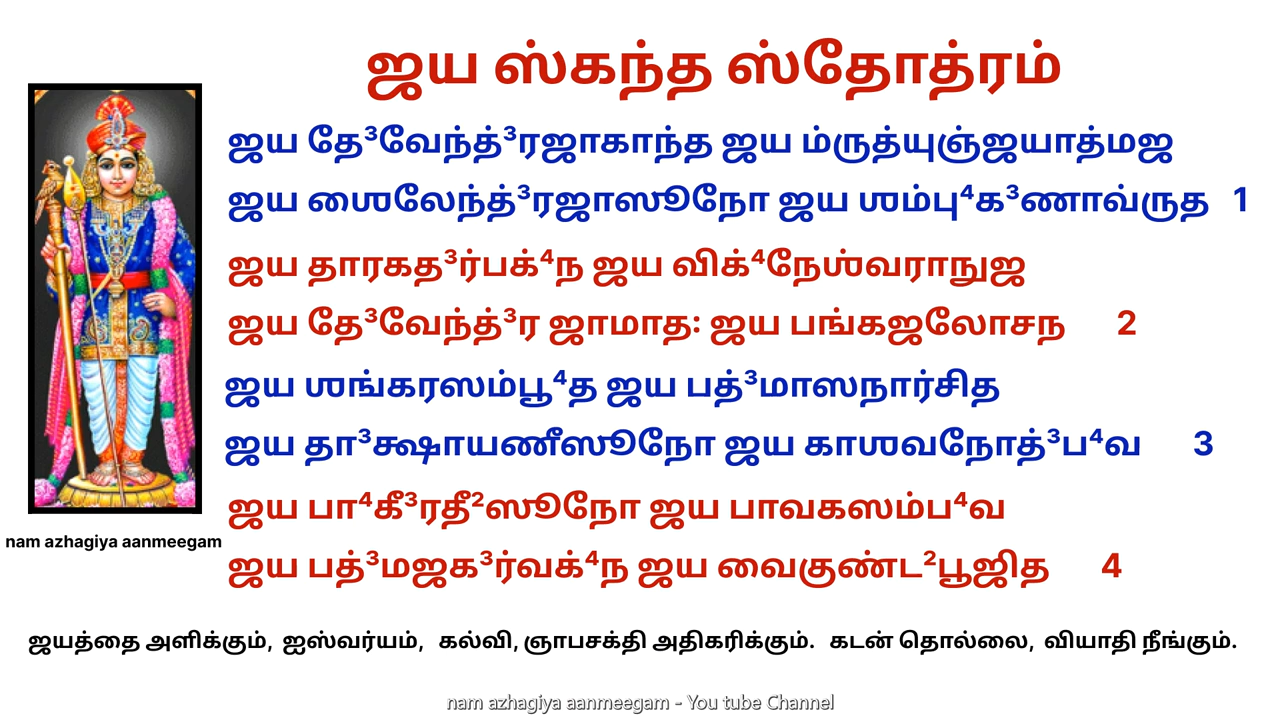 ஜய ஸ்கந்த ஸ்தோத்ரம்
ஜய தே³வேந்த்³ரஜாகாந்த ஜய ம்ருத்யுஞ்ஜயாத்மஜ
ஜய ஶைலேந்த்³ரஜாஸூநோ ஜய ஶம்பு⁴க³ணாவ்ருத 1
ஜய தாரகத³ர்பக்⁴ந ஜய விக்⁴நேஶ்வராநுஜ
ஜய தே³வேந்த்³ர ஜாமாத: ஜய பங்கஜலோசந 2
ஜய ஶங்கரஸம்பூ⁴த ஜய பத்³மாஸநார்சித
ஜய தா³க்ஷாயணீஸூநோ ஜய காஶவநோத்³ப⁴வ 3
ஜய பா⁴கீ³ரதீ²ஸூநோ ஜய பாவகஸம்ப⁴வ
ஜய பத்³மஜக³ர்வக்⁴ந ஜய வைகுண்ட²பூஜித 4
nam azhagiya aanmeegam
ஜயத்தை அளிக்கும், ஐஸ்வர்யம், கல்வி, ஞாபசக்தி அதிகரிக்கும். கடன் தொல்லை, வியாதி நீங்கும்.
nam azhagiya aanmeegam - You tube Channel